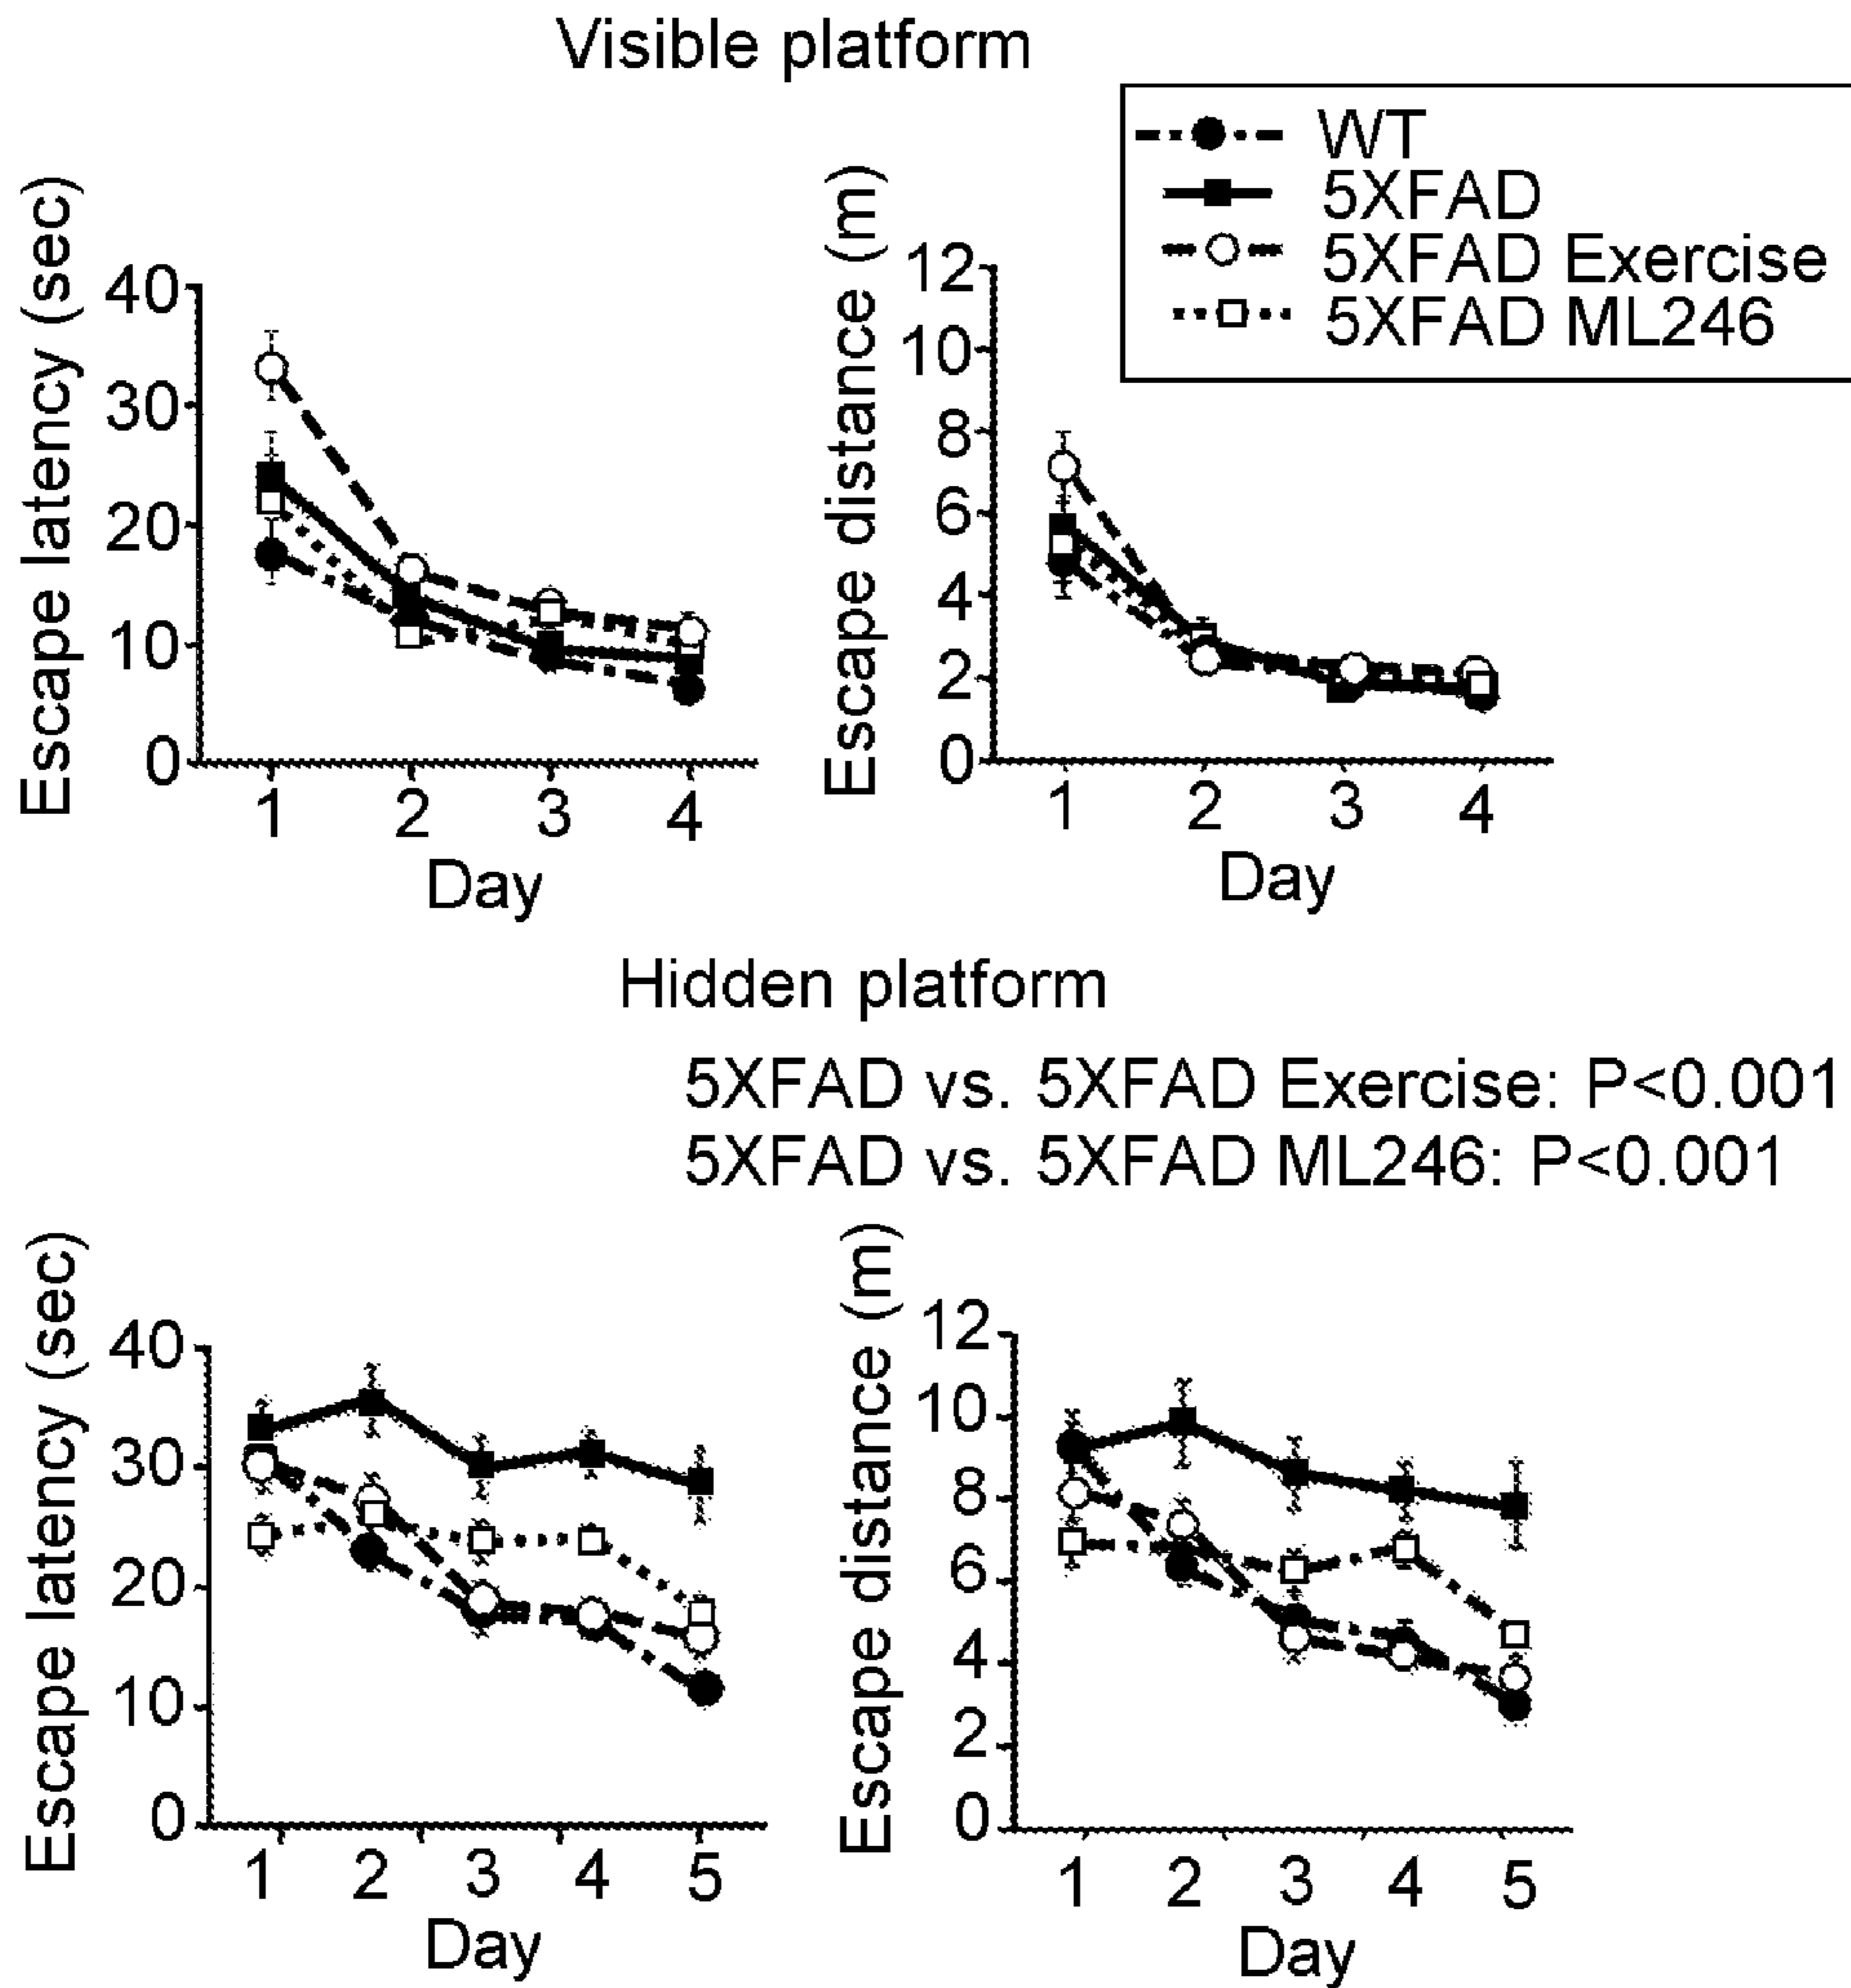 Visible platform
WT
5XFAD
5XFAD Exercise
5XFAD ML246
Escape latency (sec)
40
30
20
10
0
1 2 3 4
Day
Escape distance (m)
12
10
8
6
4
2
0
1 2 3 4
Day
Hidden platform
5XFAD vs. 5XFAD Exercise: P<0.001
5XFAD vs. 5XFAD ML246: P<0.001
Escape latency (sec)
40
30
20
10
0
1 2 3 4 5
Day
Escape distance (m)
12
10
8
6
4
2
0
1 2 3 4 5
Day